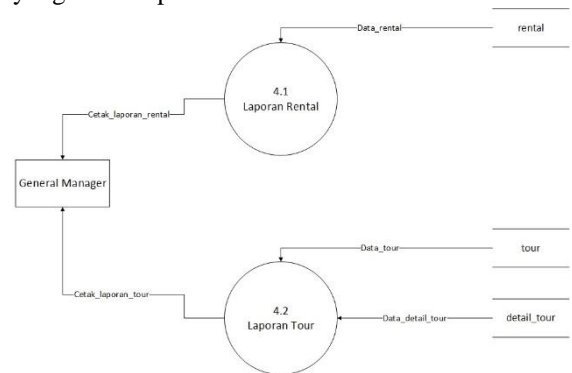 Data_rental
rental
4.1
Laporan Rental
Cetak_laporan_rental
General Manager
Data_tour
tour
Cetak_laporan_tour
4.2
Laporan Tour
Data_detail_tour
detail_tour